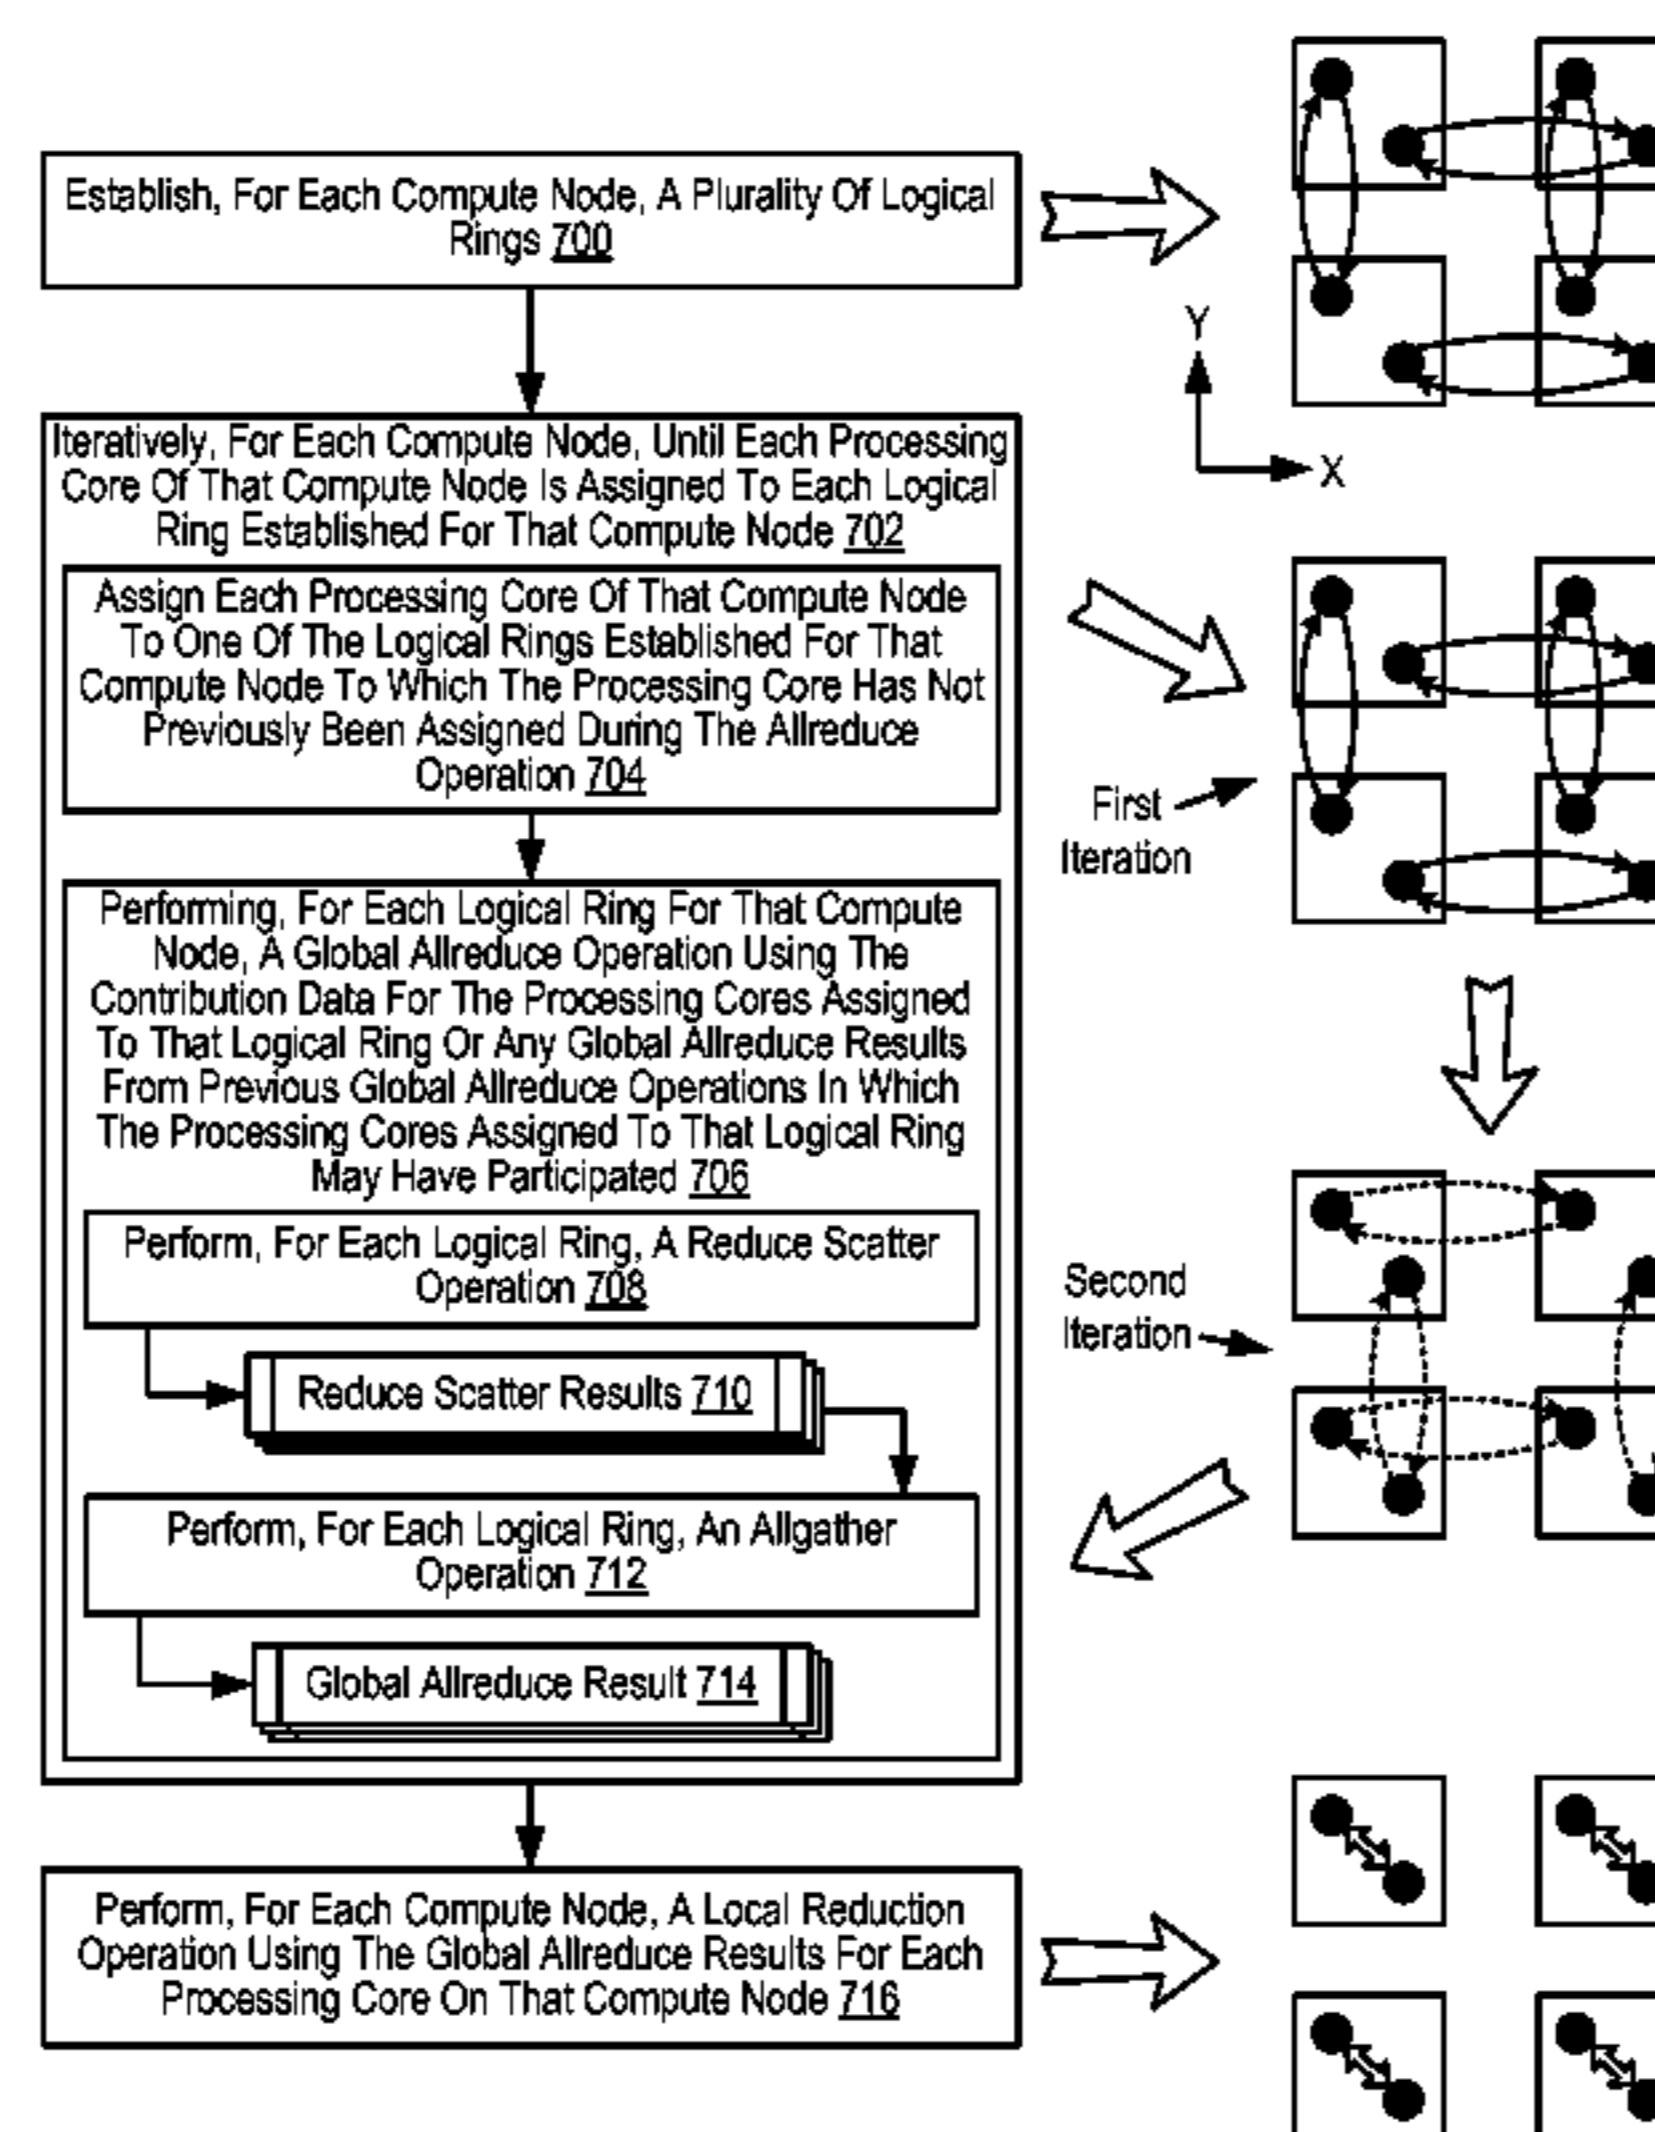 Establish, For Each Compute Node, A Plurality Of Logical
Rings 700
Y
X
Iteratively, For Each Compute Node, Until Each Processing
Core Of That Compute Node Is Assigned To Each Logical
Ring Established For That Compute Node 702
Assign Each Processing Core Of That Compute Node
To One Of The Logical Rings Established For That
Compute Node To Which The Processing Core Has Not
Previously Been Assigned During The Allreduce
Operation 704
First
Iteration
Performing, For Each Logical Ring For That Compute
Node, A Global Allreduce Operation Using The
Contribution Data For The Processing Cores Assigned
To That Logical Ring Or Any Global Allreduce Results
From Previous Global Allreduce Operations In Which
The Processing Cores Assigned To That Logical Ring
May Have Participated 706
Perform, For Each Logical Ring, A Reduce Scatter
Operation 708
Second
Iteration
Reduce Scatter Results 710
Perform, For Each Logical Ring, An Allgather
Operation 712
Global Allreduce Result 714
Perform, For Each Compute Node, A Local Reduction
Operation Using The Global Allreduce Results For Each
Processing Core On That Compute Node 716